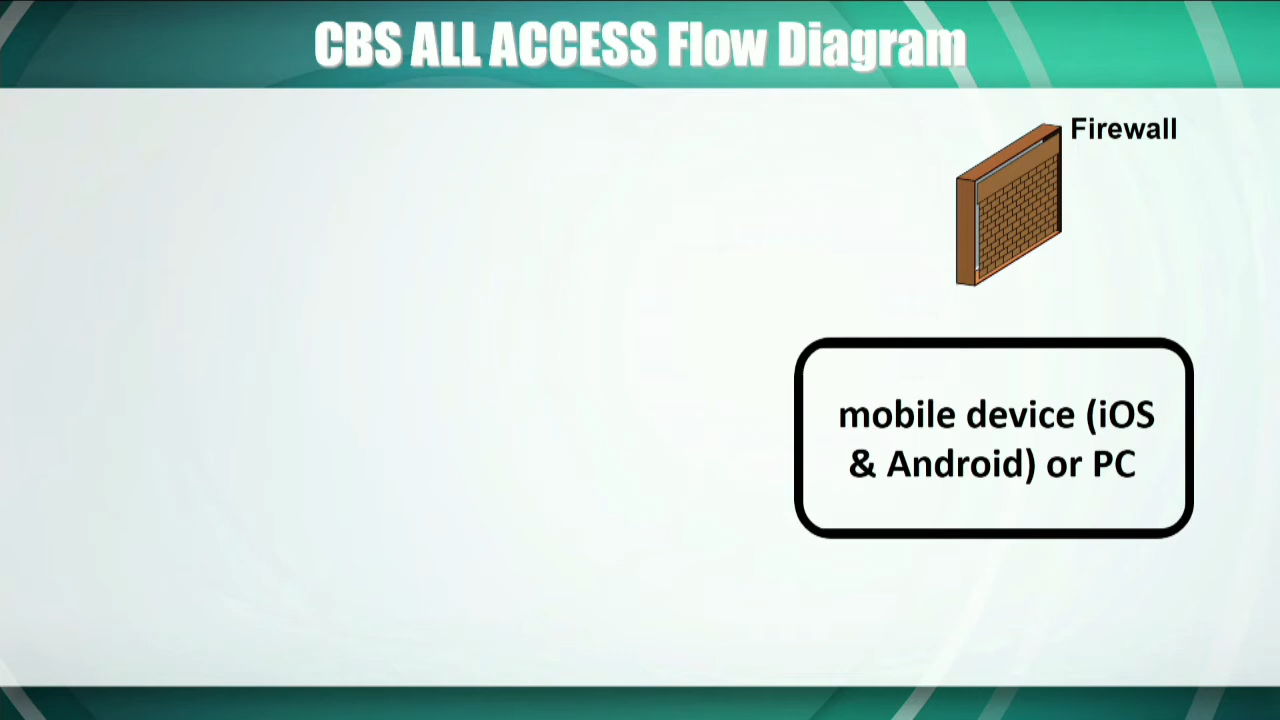 CBS ALL ACCESS Flow Diagram
Firewall
mobile device (iOS
& Android) or PC